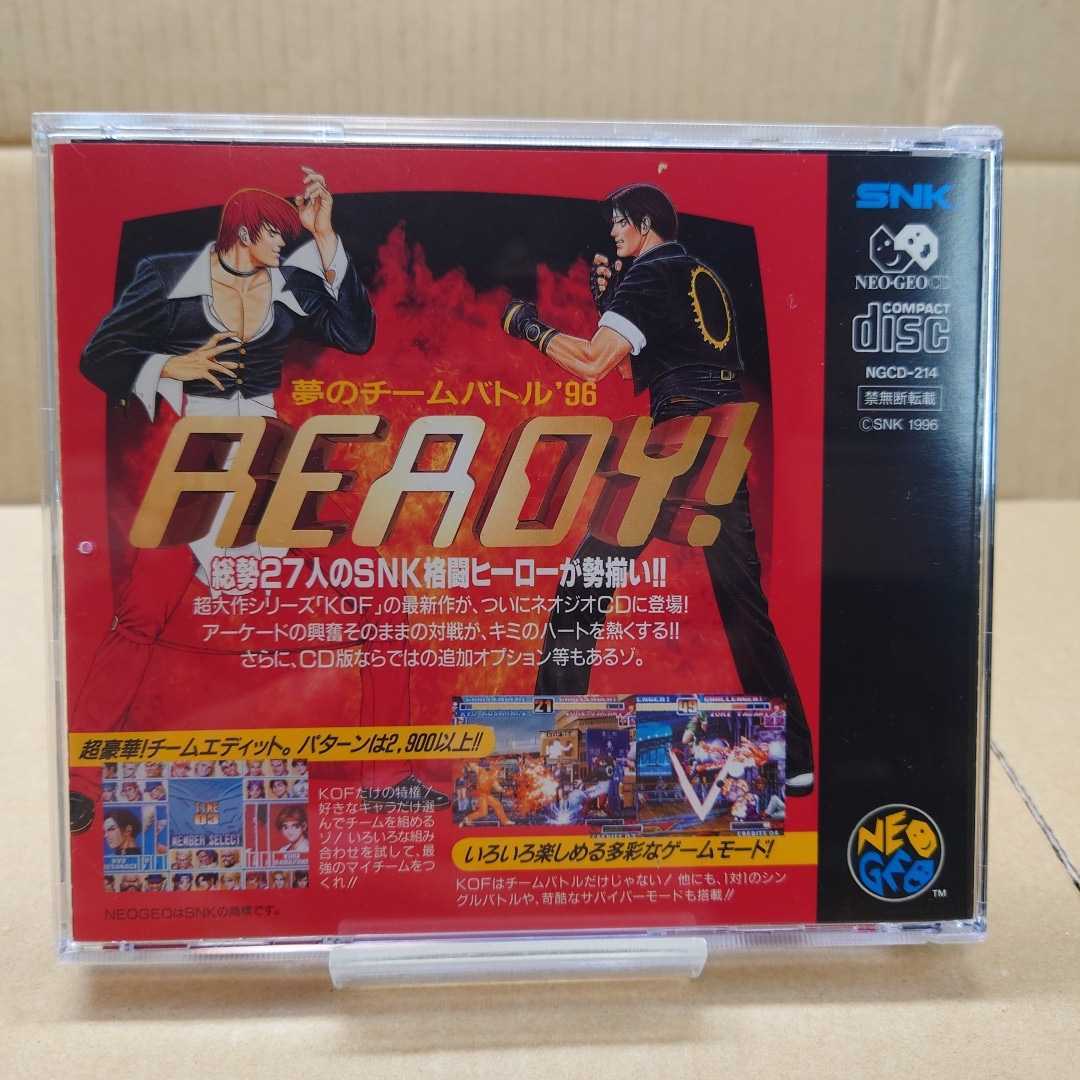 SNK
NEO·GEO CD
COMPACT
disc
NGCD-214
禁無断転載
©SNK 1996
夢のチームバトル'96
READY!
総勢27人のSNK格闘ヒーローが勢揃い!!
超大作シリーズ「KOF」の最新作が、ついにネオジオCDに登場!
アーケードの興奮そのままの対戦が、キミのハートを熱くする!!
さらに、CD版ならではの追加オプション等もあるゾ。
超豪華!チームエディット。パターンは2,900以上!!
MEMBER SELECT
KOFだけの特権!
好きなキャラだけ選
んでチームを組める
ゾ!いろいろな組み
合わせを試して、最
強のマイチームをつ
くれ!!
21
09
CHALLENGER!
CREDITS 04
いろいろ楽しめる多彩なゲームモード!
KOFはチームバトルだけじゃない!他にも、1対1のシン
グルバトルや、苛酷なサバイバーモードも搭載!!
NEOGEOはSNKの商標です。
NEO
GEO
TM